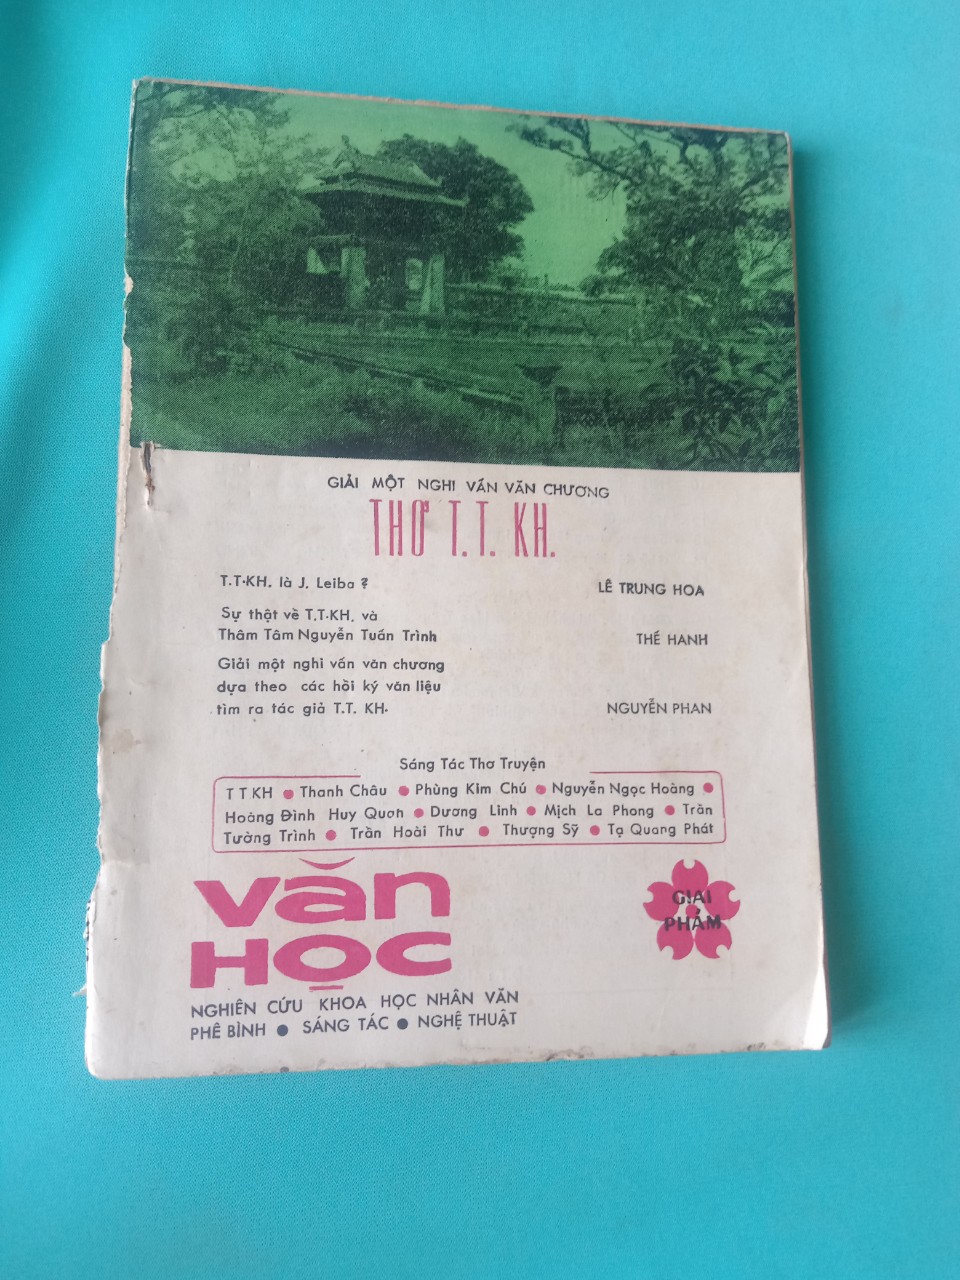 GIẢI MỘT NGHI VẤN VĂN CHƯƠNG
THƠ T.T. KH.
T.T.KH. là J. Leiba ? LÊ TRUNG HOA
Sự thật về T.T.KH. và
Thâm Tâm Nguyễn Tuấn Trình THẾ HANH
Giải một nghi vấn văn chương
dựa theo các hồi ký văn liệu
tìm ra tác giả T.T. KH. NGUYỄN PHAN
Sáng Tác Thơ Truyện
T T KH ● Thanh Châu ● Phùng Kim Chú ● Nguyễn Ngọc Hoàng ●
Hoàng Đình Huy Quơn ● Dương Linh ● Mịch La Phong ● Trần
Tường Trình ● Trần Hoài Thư ● Thượng Sỹ ● Tạ Quang Phát
Văn
HỌC
GIAI
PHẨM
NGHIÊN CỨU KHOA HỌC NHÂN VĂN
PHÊ BÌNH ● SÁNG TÁC ● NGHỆ THUẬT